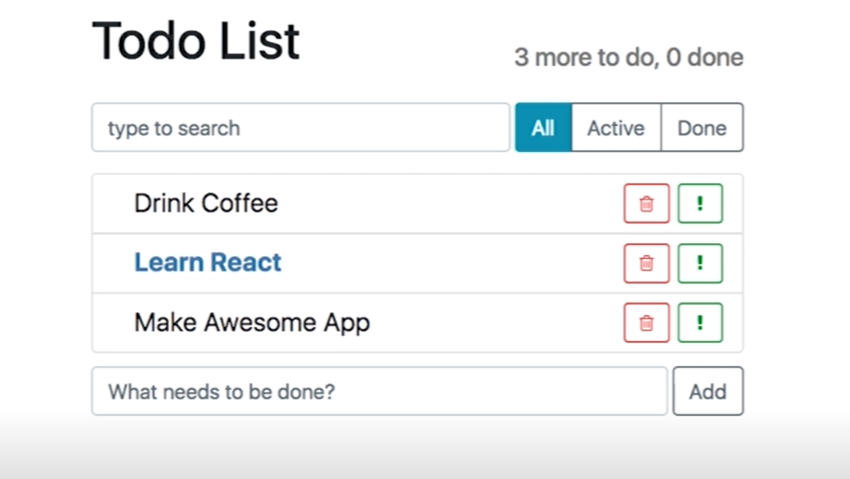 Todo List
3 more to do, 0 done
type to search
All
Active
Done
Drink Coffee
!
Learn React
!
Make Awesome App
!
What needs to be done?
Add